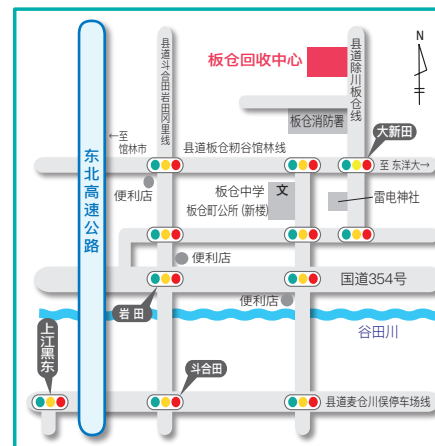 N
县道斗合田岩田冈里线
板仓回收中心
县道除川板仓线
板仓消防署
大新田
←至
馆林市
县道板仓籾谷馆林线
至 东洋大→
东北高速公路
便利店
板仓中学
文
板仓町公所 (新楼)
雷电神社
便利店
国道354号
便利店
岩田
谷田川
上江黑东
斗合田
县道麦仓川俣停车场线